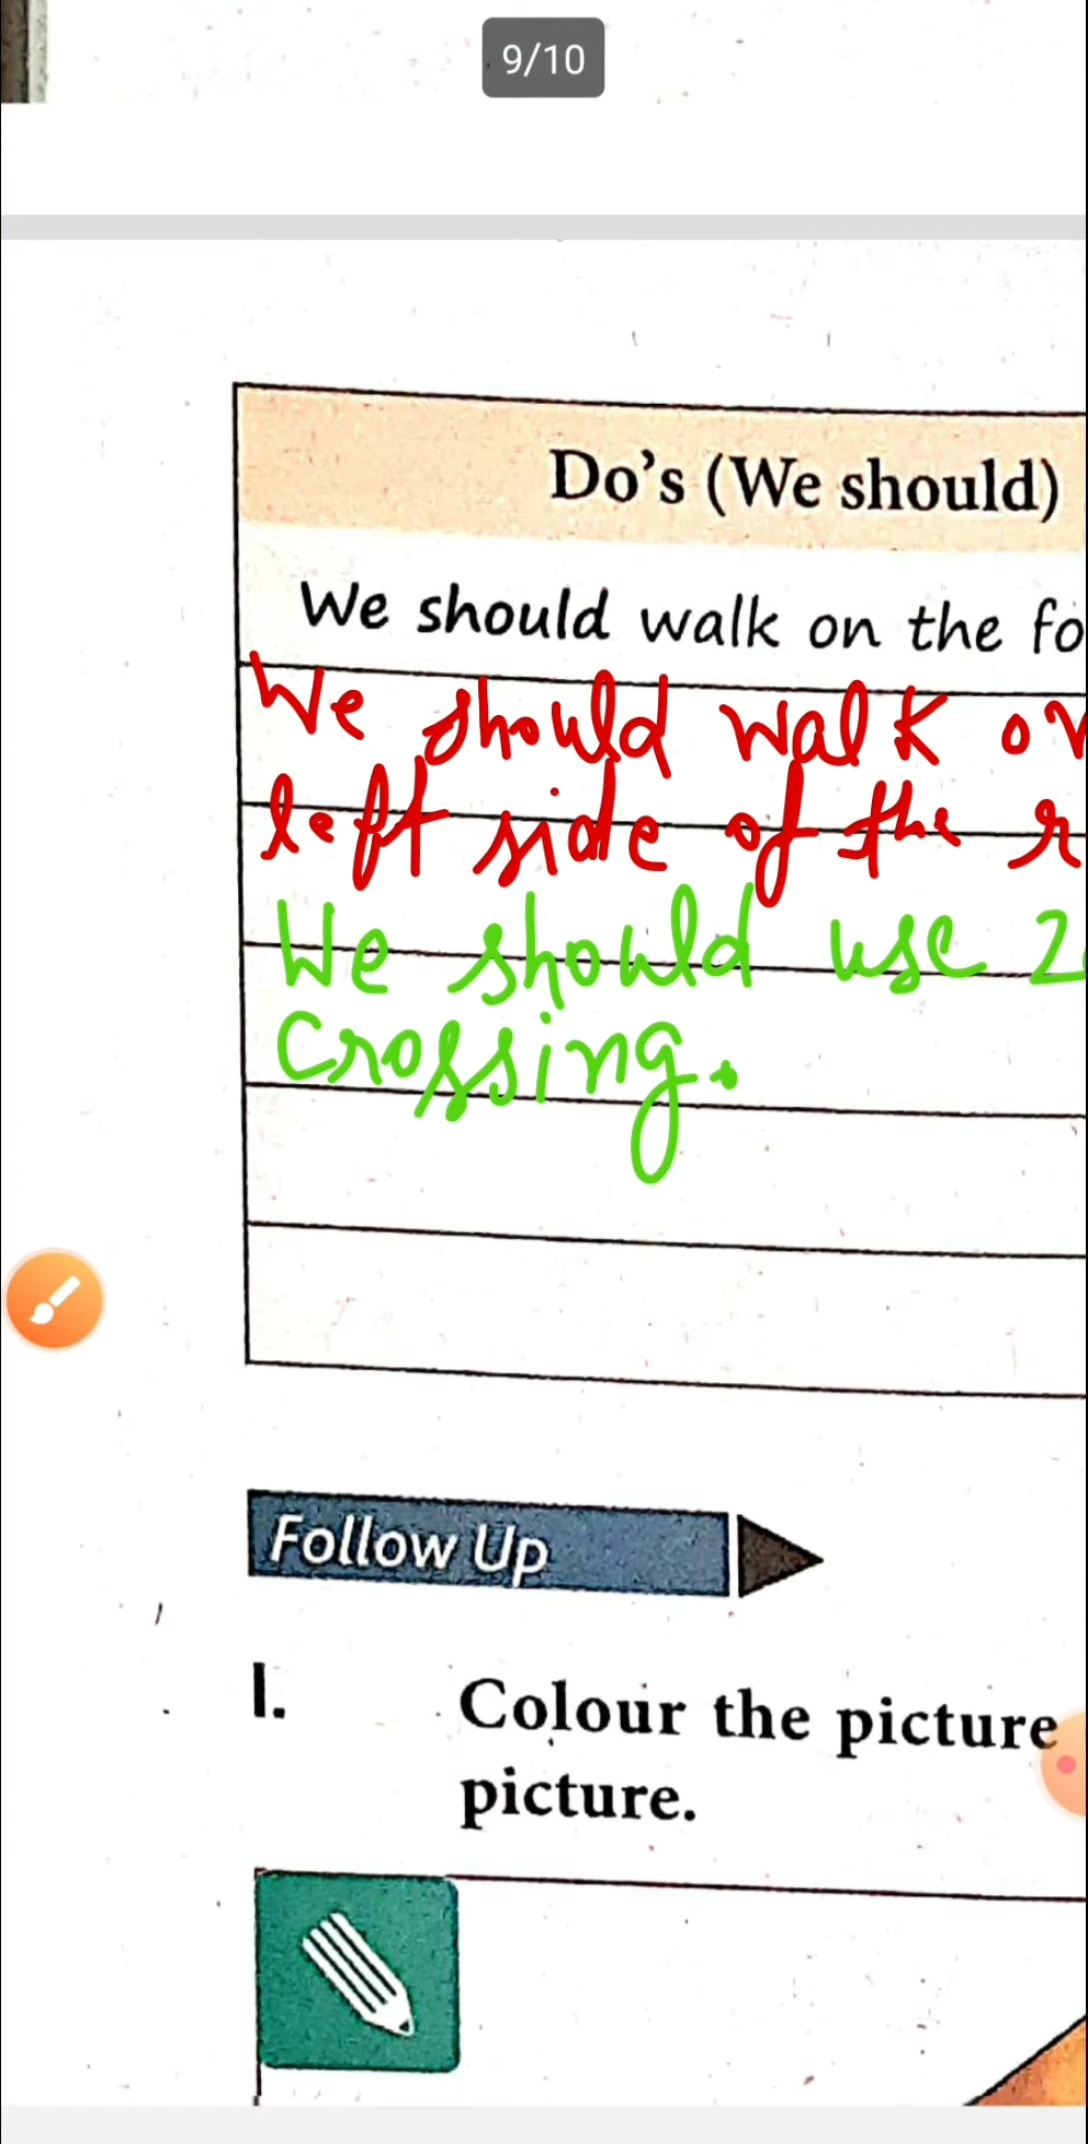 9/10
Do's (We should)
We should walk on the fo
We should walk on
left side of the r
We should use z
crossing.
Follow Up
I. Colour the picture
picture.